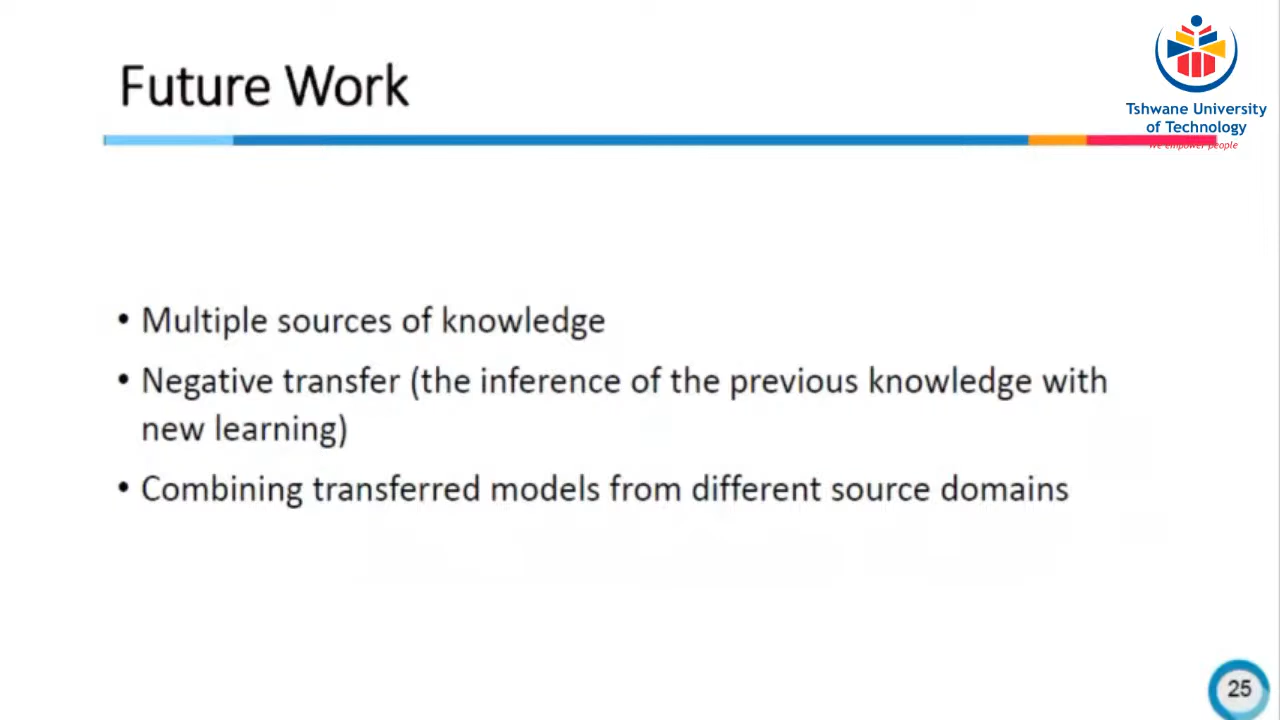 Future Work
Tshwane University
of Technology
We empower people
• Multiple sources of knowledge
• Negative transfer (the inference of the previous knowledge with
new learning)
• Combining transferred models from different source domains
25